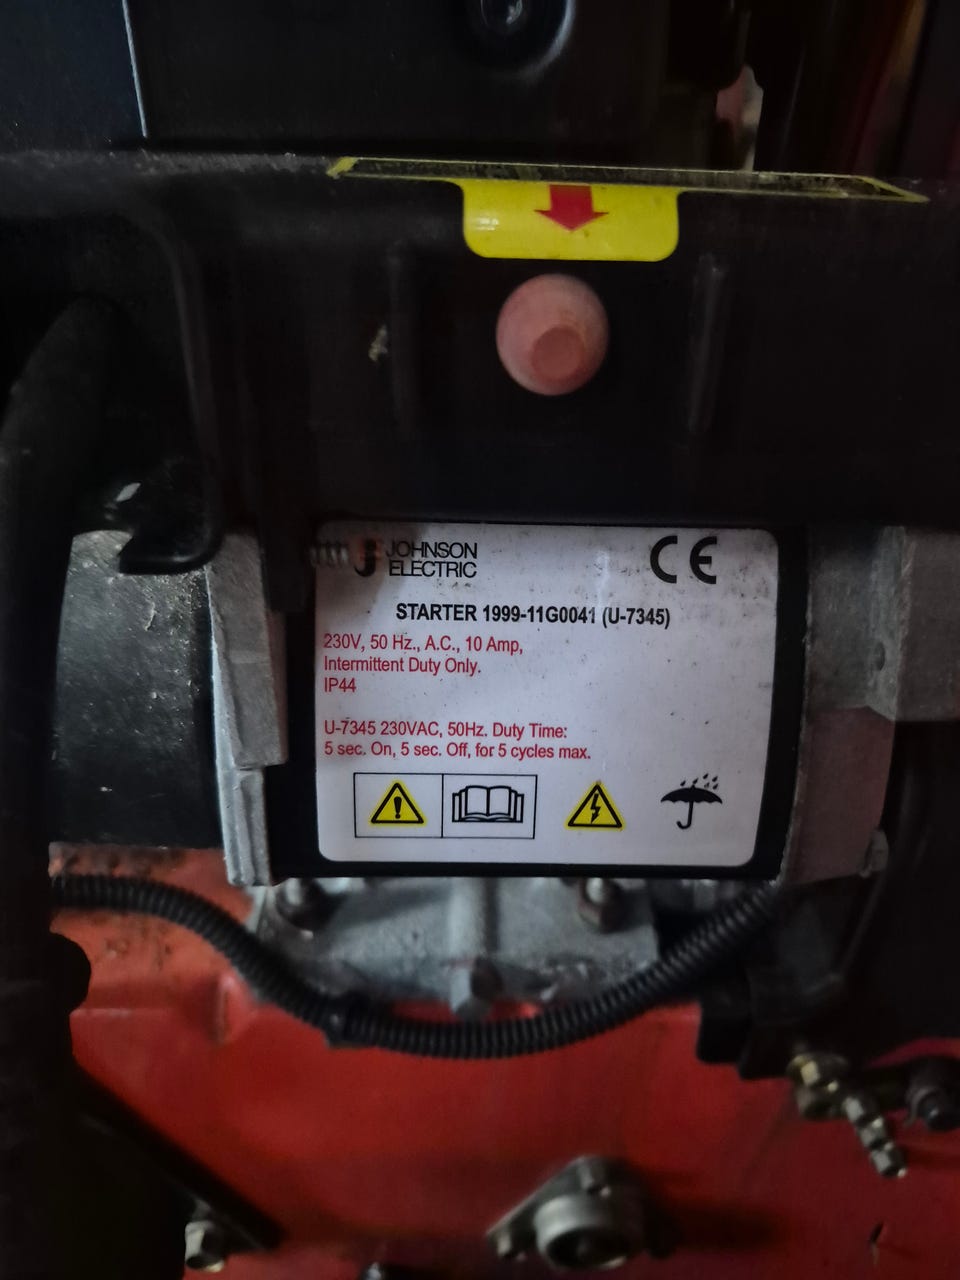 JOHNSON
ELECTRIC
CE
STARTER 1999-11G0041 (U-7345)
230V, 50 Hz., A.C., 10 Amp,
Intermittent Duty Only.
IP44
U-7345 230VAC, 50Hz. Duty Time:
5 sec. On, 5 sec. Off, for 5 cycles max.